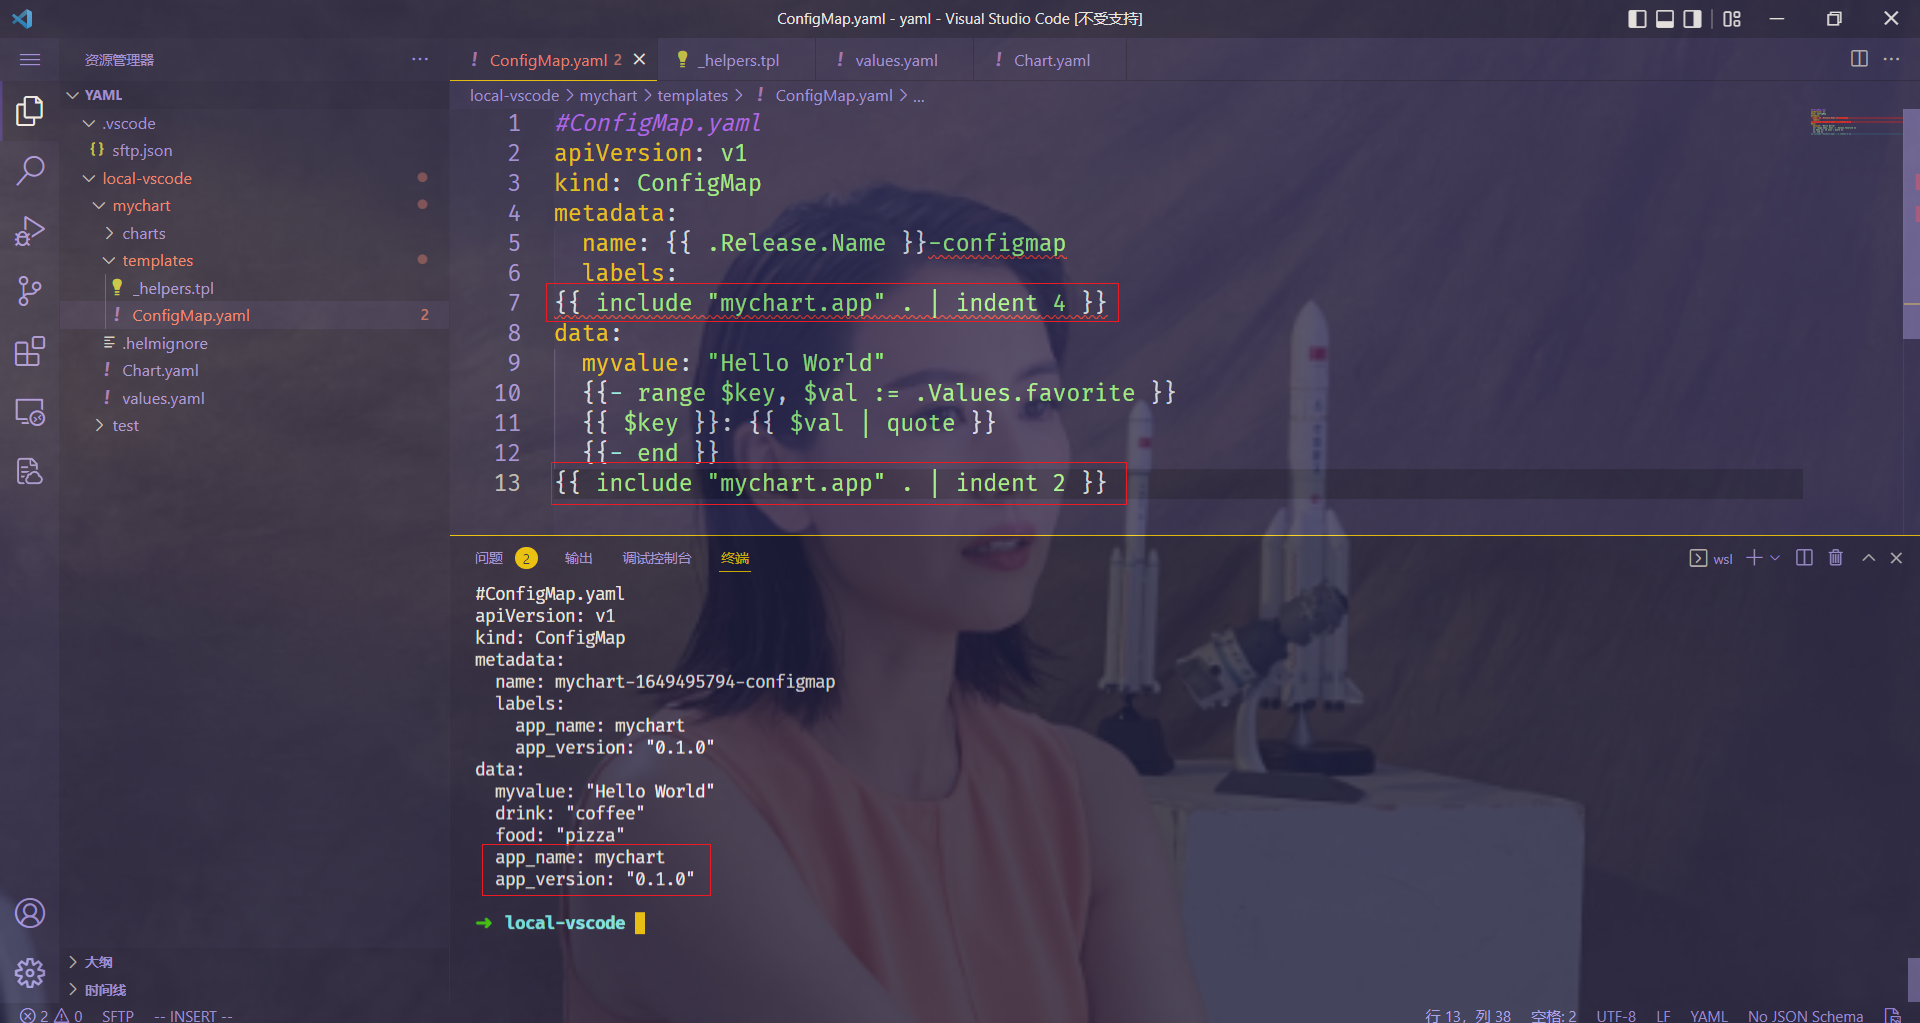 ConfigMap.yaml - yaml - Visual Studio Code [不受支持]
资源管理器
YAML
.vscode
sftp.json
local-vscode
mychart
charts
templates
_helpers.tpl
ConfigMap.yaml 2
.helmignore
Chart.yaml
values.yaml
test
大纲
时间线
ConfigMap.yaml 2
_helpers.tpl
values.yaml
Chart.yaml
local-vscode > mychart > templates > ! ConfigMap.yaml > ...
1 #ConfigMap.yaml
2 apiVersion: v1
3 kind: ConfigMap
4 metadata:
5   name: {{ .Release.Name }}-configmap
6   labels:
7 {{ include "mychart.app" . | indent 4 }}
8 data:
9   myvalue: "Hello World"
10   {{- range $key, $val := .Values.favorite }}
11   {{ $key }}: {{ $val | quote }}
12   {{- end }}
13 {{ include "mychart.app" . | indent 2 }}
问题 2 输出 调试控制台 终端
wsl
#ConfigMap.yaml
apiVersion: v1
kind: ConfigMap
metadata:
  name: mychart-1649495794-configmap
  labels:
    app_name: mychart
    app_version: "0.1.0"
data:
  myvalue: "Hello World"
  drink: "coffee"
  food: "pizza"
  app_name: mychart
  app_version: "0.1.0"
→ local-vscode
2 0 SFTP -- INSERT --
行 13，列 38 空格: 2 UTF-8 LF YAML No JSON Schema